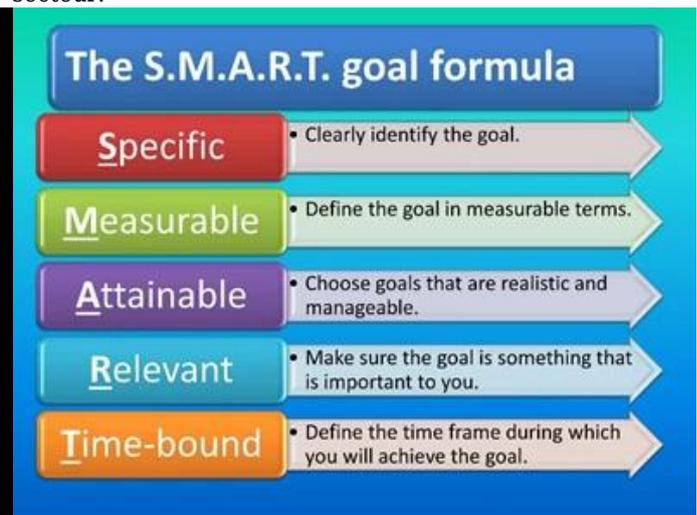 The S.M.A.R.T. goal formula
Specific
• Clearly identify the goal.
Measurable
• Define the goal in measurable terms.
Attainable
• Choose goals that are realistic and
manageable.
Relevant
• Make sure the goal is something that
is important to you.
Time-bound
• Define the time frame during which
you will achieve the goal.